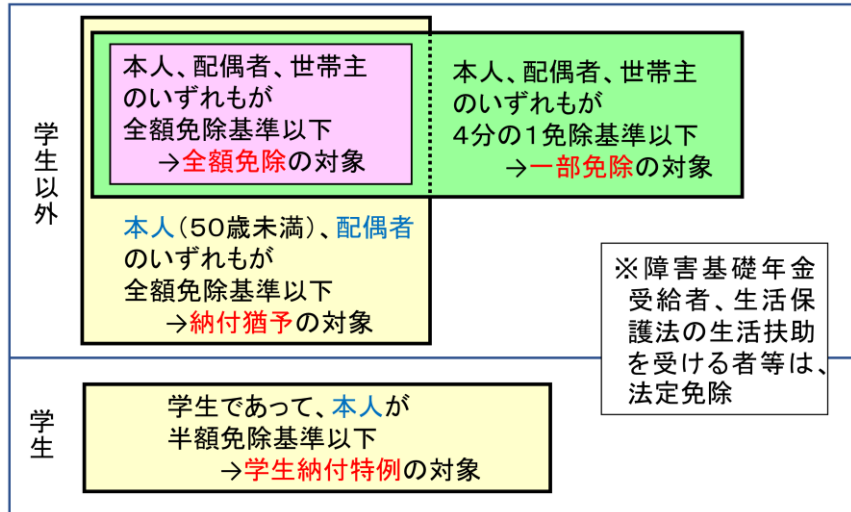 学生以外
本人、配偶者、世帯主
のいずれもが
全額免除基準以下
→全額免除の対象
本人、配偶者、世帯主
のいずれもが
4分の1免除基準以下
→一部免除の対象
本人(50歳未満)、配偶者
のいずれもが
全額免除基準以下
→納付猶予の対象
※障害基礎年金
受給者、生活保
護法の生活扶助
を受ける者等は、
法定免除
学生
学生であって、本人が
半額免除基準以下
→学生納付特例の対象